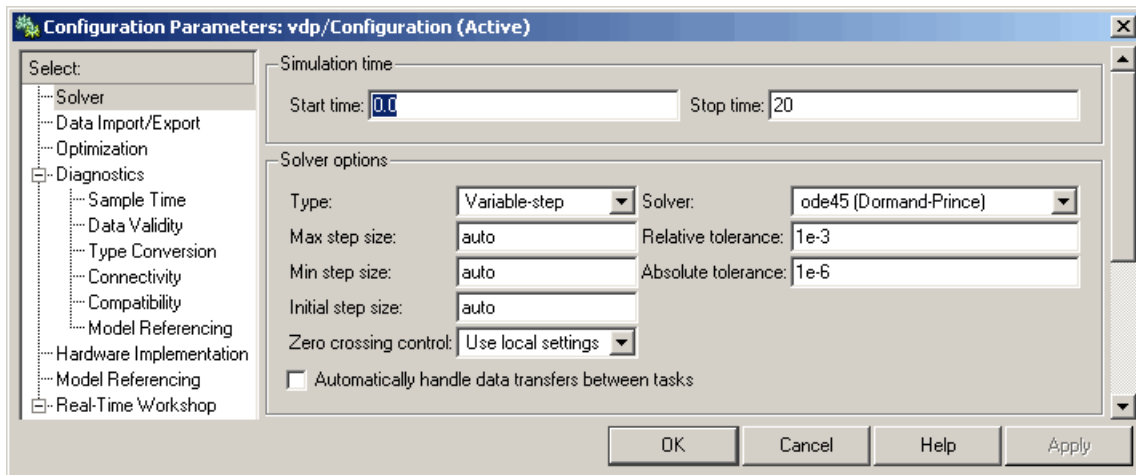 Configuration Parameters: vdp/Configuration (Active)
Select:
Solver
Data Import/Export
Optimization
Diagnostics
Sample Time
Data Validity
Type Conversion
Connectivity
Compatibility
Model Referencing
Hardware Implementation
Model Referencing
Real-Time Workshop
Simulation time
Start time: 0.0 Stop time: 20
Solver options
Type: Variable-step Solver: ode45 (Dormand-Prince)
Max step size: auto Relative tolerance: 1e-3
Min step size: auto Absolute tolerance: 1e-6
Initial step size: auto
Zero crossing control: Use local settings
Automatically handle data transfers between tasks
OK Cancel Help Apply